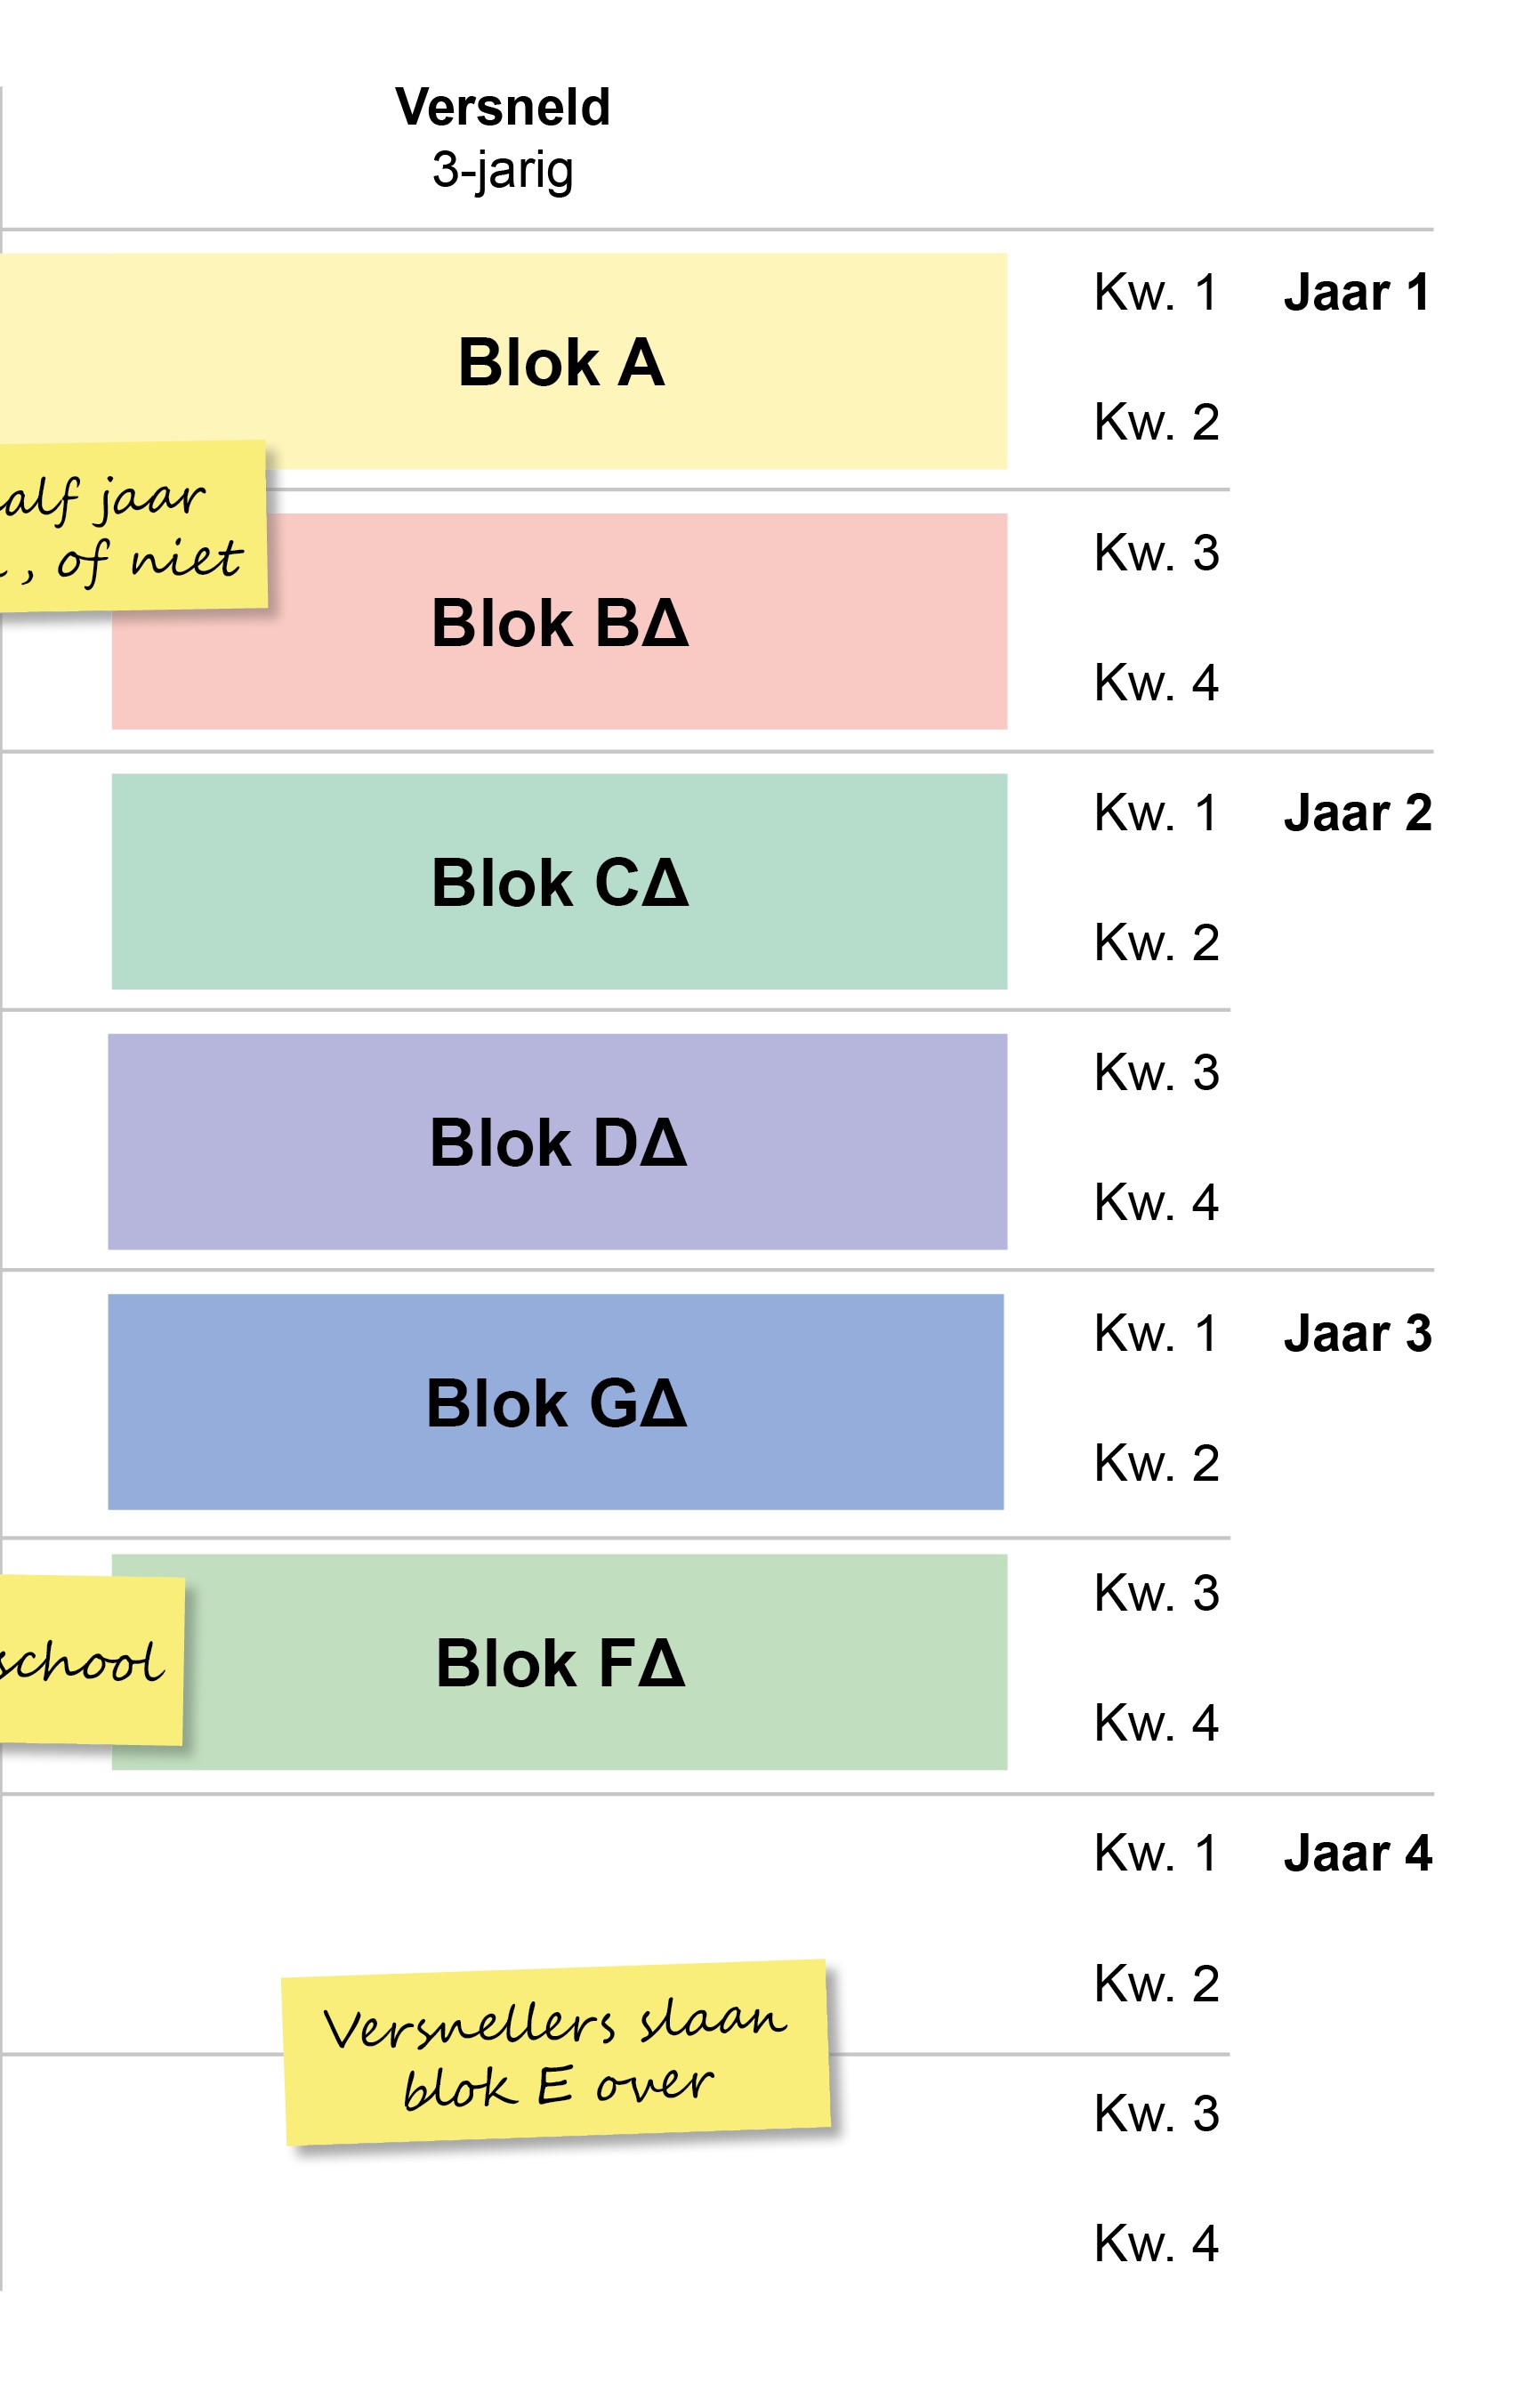 Versneld
3-jarig
Kw. 1 Jaar 1
Blok A
Kw. 2
half jaar
, of niet
Kw. 3
Blok BΔ
Kw. 4
Kw. 1 Jaar 2
Blok CΔ
Kw. 2
Kw. 3
Blok DΔ
Kw. 4
Kw. 1 Jaar 3
Blok GΔ
Kw. 2
Kw. 3
school
Blok FΔ
Kw. 4
Kw. 1 Jaar 4
Kw. 2
Versnellers slaan
blok E over
Kw. 3
Kw. 4